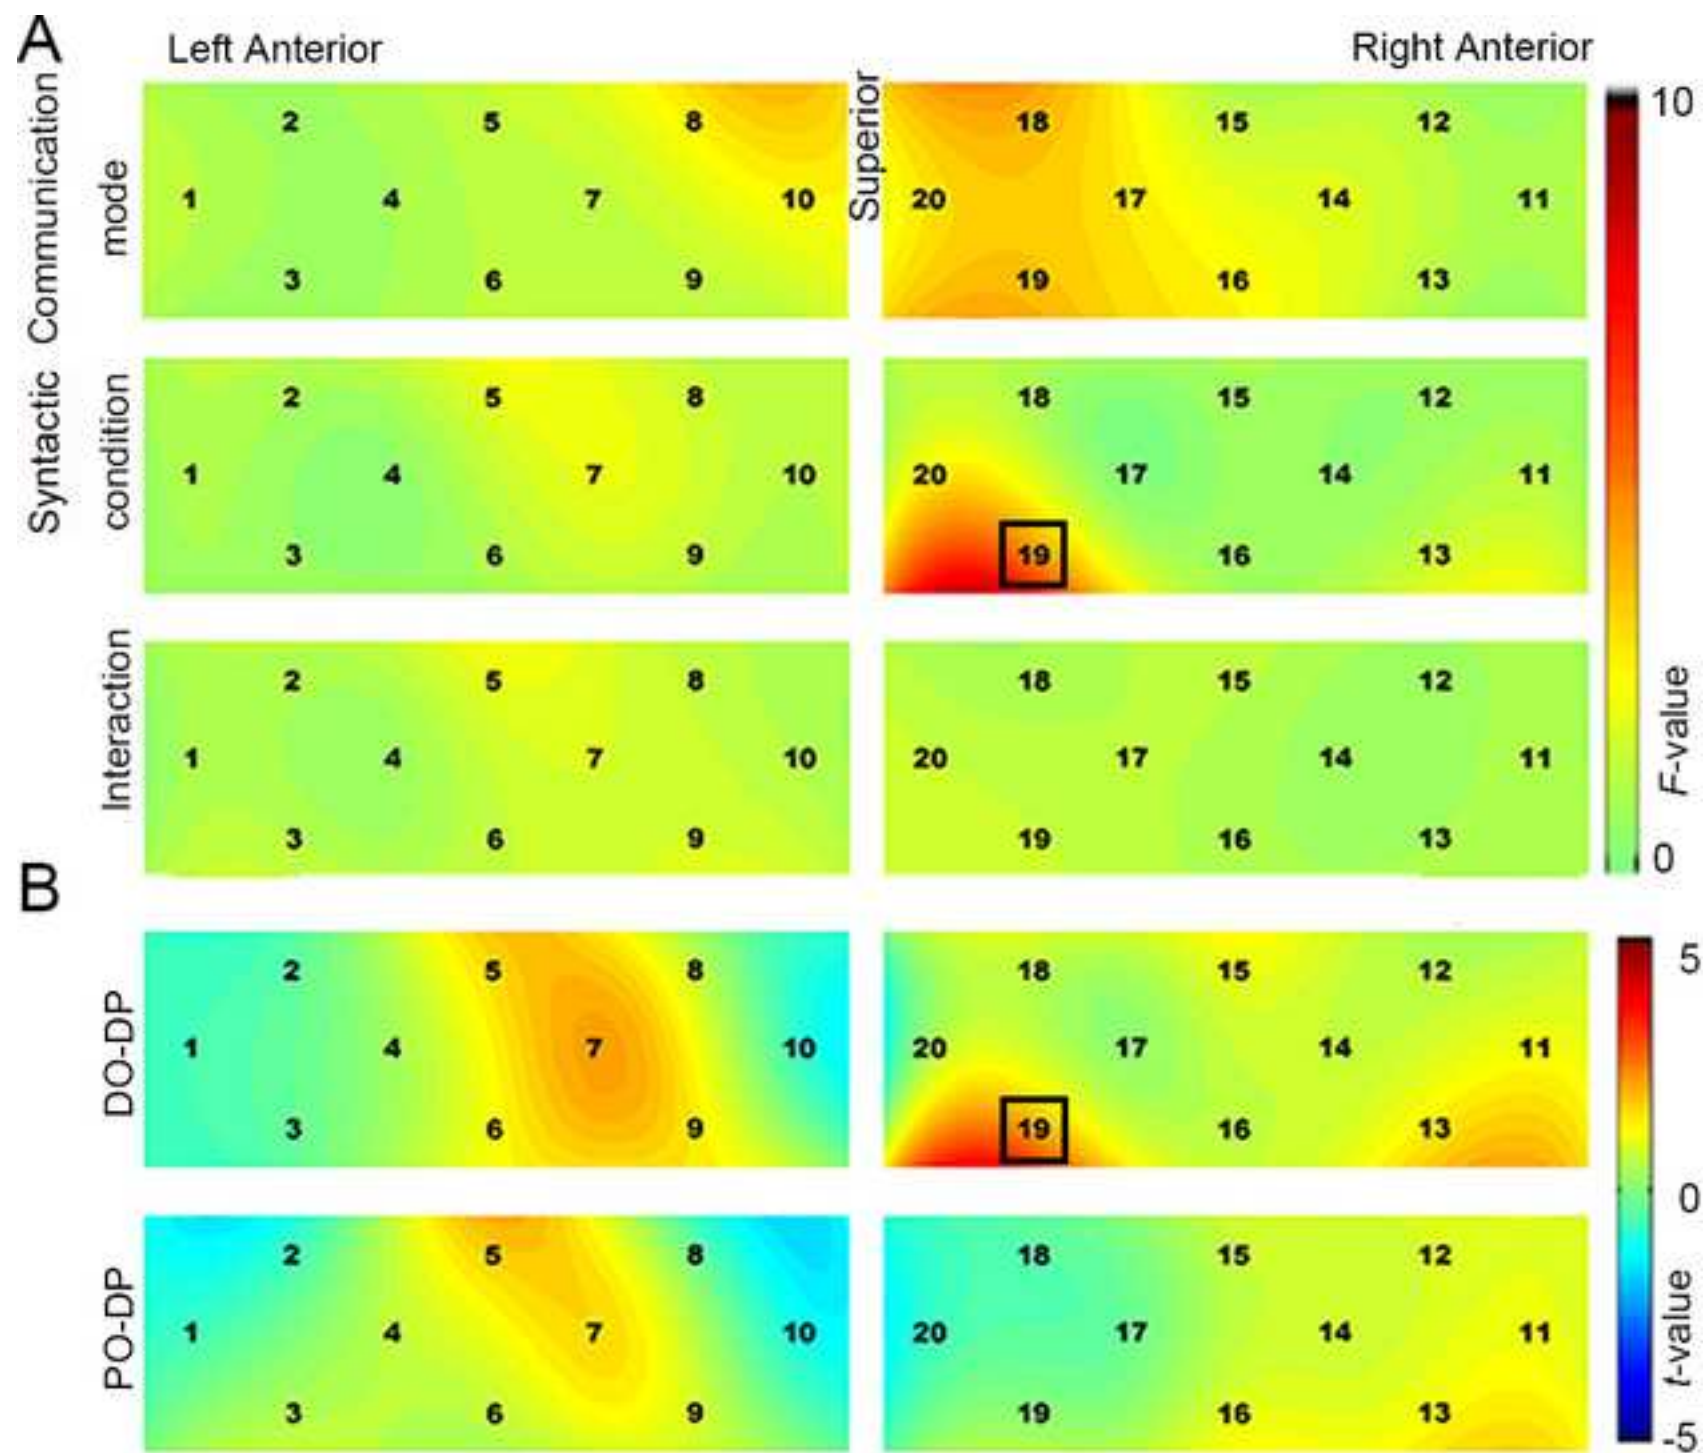 A
Left Anterior
Right Anterior
Communication
mode
Superior
2 5 8 18 15 12
1 4 7 10 20 17 14 11
3 6 9 19 16 13
10
F-value
0
Syntactic
condition
2 5 8 18 15 12
1 4 7 10 20 17 14 11
3 6 9 19 16 13
Interaction
2 5 8 18 15 12
1 4 7 10 20 17 14 11
3 6 9 19 16 13
B
DO-DP
2 5 8 18 15 12
1 4 7 10 20 17 14 11
3 6 9 19 16 13
5
0
t-value
-5
PO-DP
2 5 8 18 15 12
1 4 7 10 20 17 14 11
3 6 9 19 16 13